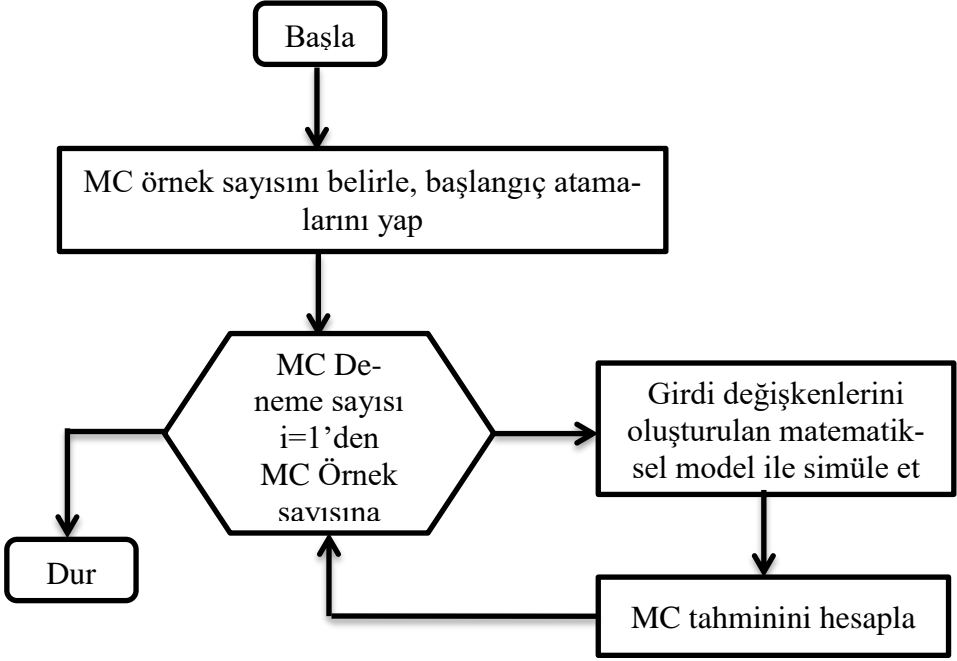 Başla
MC örnek sayısını belirle, başlangıç atama-
larını yap
MC De-
neme sayısı
i=1’den
MC Örnek
sayısına
Girdi değişkenlerini
oluşturulan matematik-
sel model ile simüle et
MC tahminini hesapla
Dur